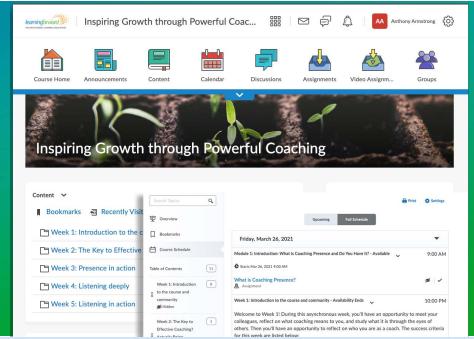 learningforward
Inspiring Growth through Powerful Coac...
AA
Anthony Armstrong
Course Home
Announcements
Content
Calendar
Discussions
Assignments
Video Assignm...
Groups
Inspiring Growth through Powerful Coaching
Content
Bookmarks
Recently Visit
Week 1: Introduction to the c
Week 2: The Key to Effective
Week 3: Presence in action
Week 4: Listening deeply
Week 5: Listening in action
Search Topics
Overview
Bookmarks
Course Schedule
Table of Contents
Week 1: Introduction
to the course and
community
Hidden
Week 2: The Key to
Effective Coaching?
Print
Settings
Upcoming
Full Schedule
Friday, March 26, 2021
Module 1: Introduction: What is Coaching Presence and Do You Have It? - Available
9:00 AM
Starts Mar 26, 2021 9:00 AM
What is Coaching Presence?
Assignment
Week 1: Introduction to the course and community - Availability Ends
10:00 PM
Welcome to Week 1! During this asynchronous week, you'll have an opportunity to meet your
colleagues, reflect on what coaching means to you, and study what it is through the eyes of
others. Then you'll have an opportunity to reflect on who you are as a coach. The success criteria
for this week are listed below: